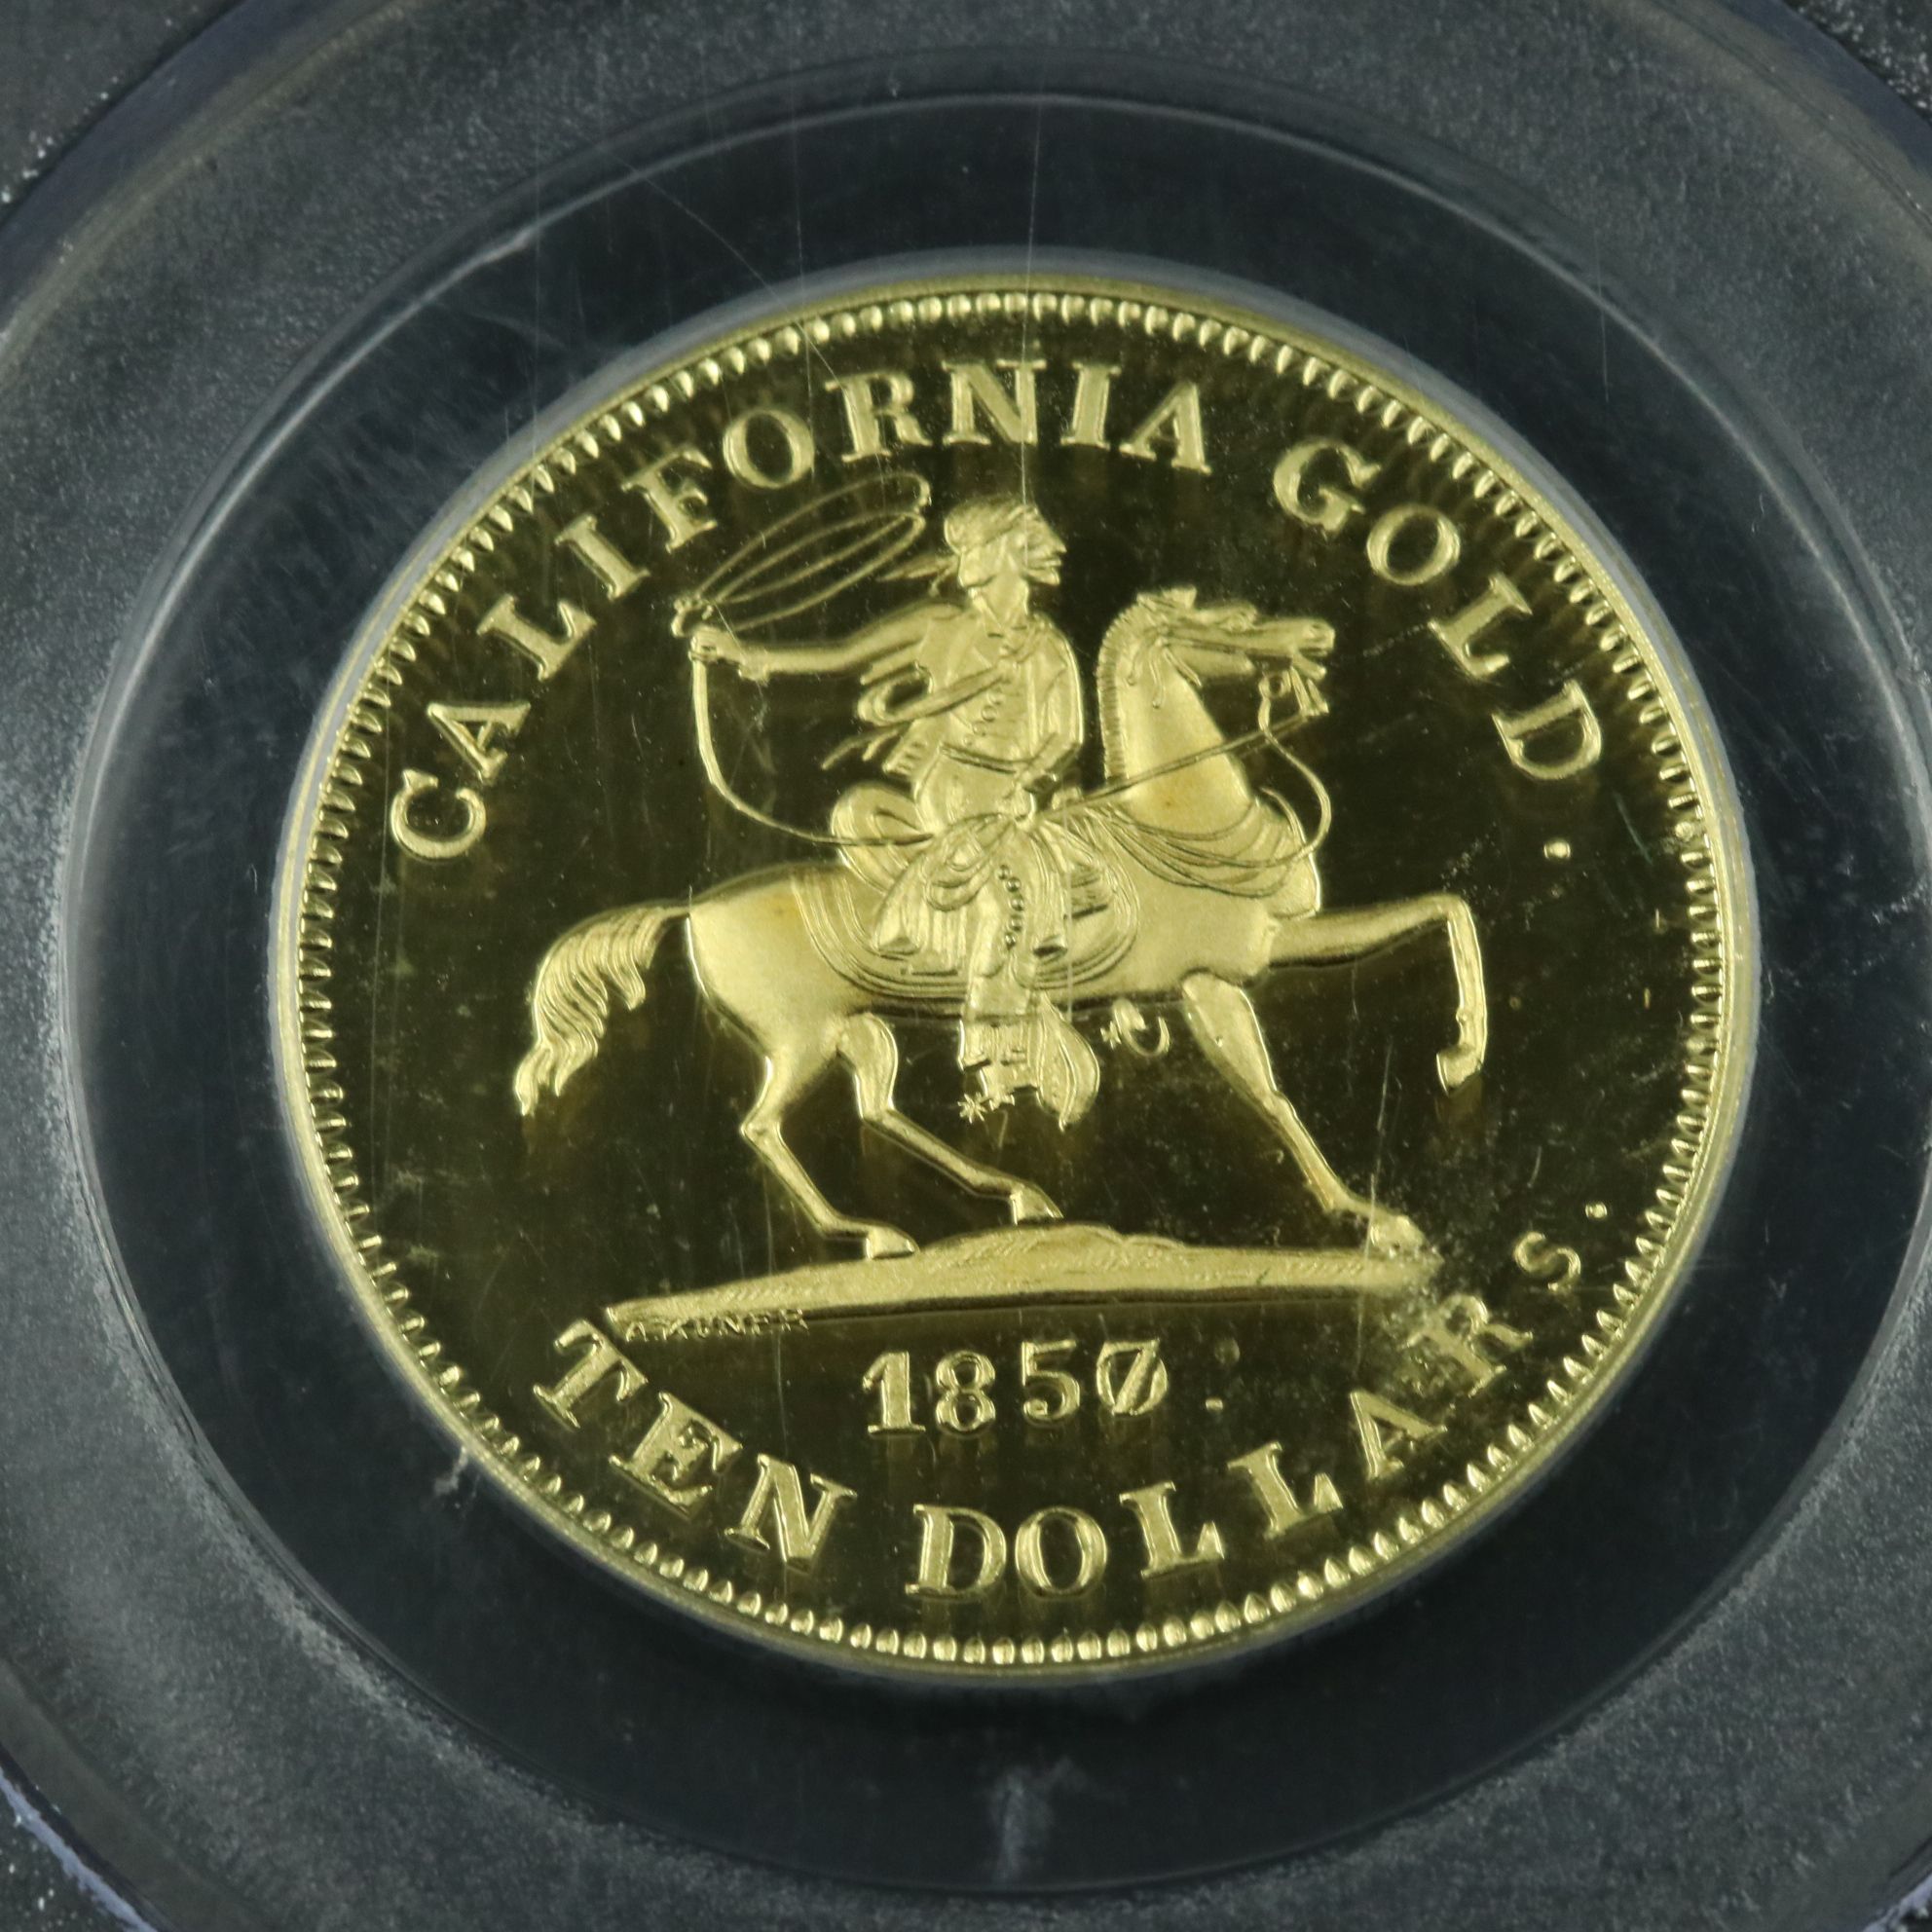 CALIFORNIA GOLD.
A. KUNER
1850.
TEN DOLLARS.